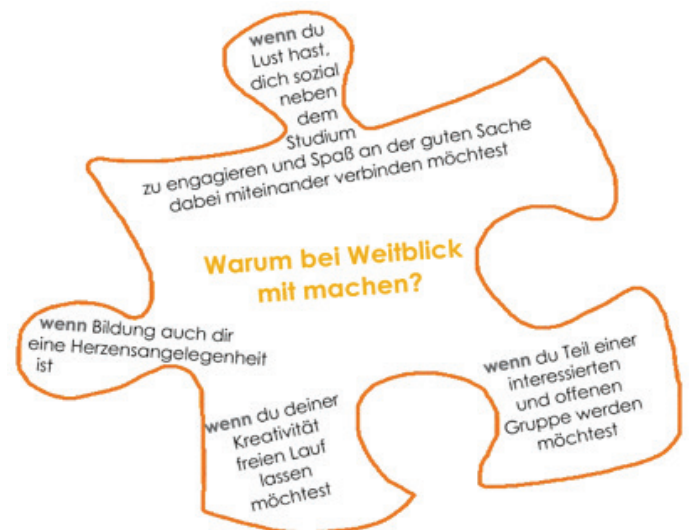 wenn du
Lust hast,
dich sozial
neben
dem
Studium
zu engagieren und Spaß an der guten Sache
dabei miteinander verbinden möchtest
Warum bei Weitblick
mit machen?
wenn Bildung auch dir
eine Herzensangelegenheit
ist
wenn du deiner
Kreativität
freien Lauf
lassen
möchtest
wenn du Teil einer
interessierten
und offenen
Gruppe werden
möchtest